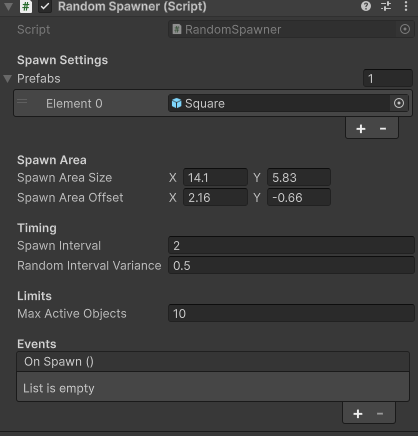 Random Spawner (Script)
Script RandomSpawner
Spawn Settings
Prefabs 1
Element 0 Square
+ -
Spawn Area
Spawn Area Size X 14.1 Y 5.83
Spawn Area Offset X 2.16 Y -0.66
Timing
Spawn Interval 2
Random Interval Variance 0.5
Limits
Max Active Objects 10
Events
On Spawn ()
List is empty
+ -